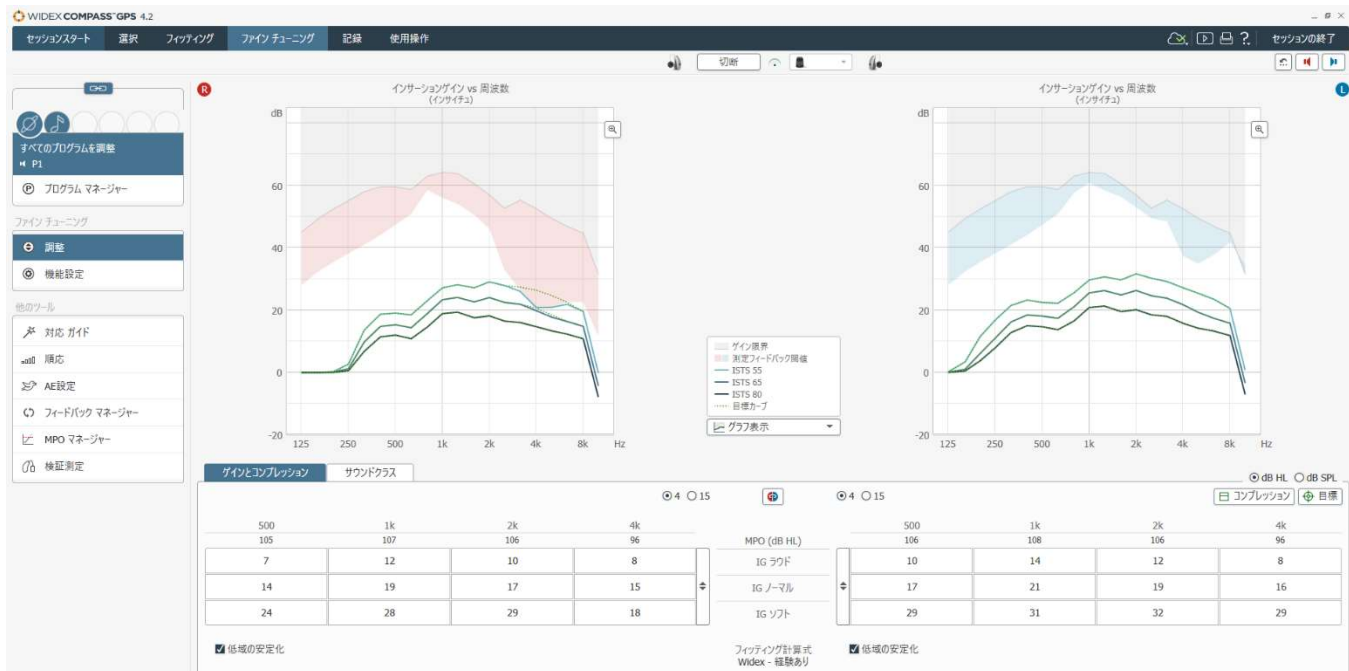 WIDEX COMPASS™ GPS 4.2
セッションスタート 選択 フィッティング ファイン チューニング 記録 使用操作 セッションの終了
切断
すべてのプログラムを調整
P1
プログラム マネージャー
ファイン チューニング
調整
機能設定
他のツール
対応 ガイド
順応
AE設定
フィードバック マネージャー
MPO マネージャー
検証測定
R
インサーションゲイン vs 周波数
(インサイチュ)
dB
60
40
20
0
-20
125 250 500 1k 2k 4k 8k Hz
ゲイン限界
測定フィードバック閾値
ISTS 55
ISTS 65
ISTS 80
目標カーブ
グラフ表示
L
インサーションゲイン vs 周波数
(インサイチュ)
dB
60
40
20
0
-20
125 250 500 1k 2k 4k 8k Hz
ゲインとコンプレッション サウンドクラス
dB HL dB SPL
4 15 4 15 コンプレッション 目標
500 1k 2k 4k 500 1k 2k 4k
105 107 106 96 MPO (dB HL) 106 108 106 96
7 12 10 8 IG ラウド 10 14 12 8
14 19 17 15 IG ノーマル 17 21 19 16
24 28 29 18 IG ソフト 29 31 32 29
低域の安定化 フィッティング計算式 低域の安定化
Widex - 経験あり